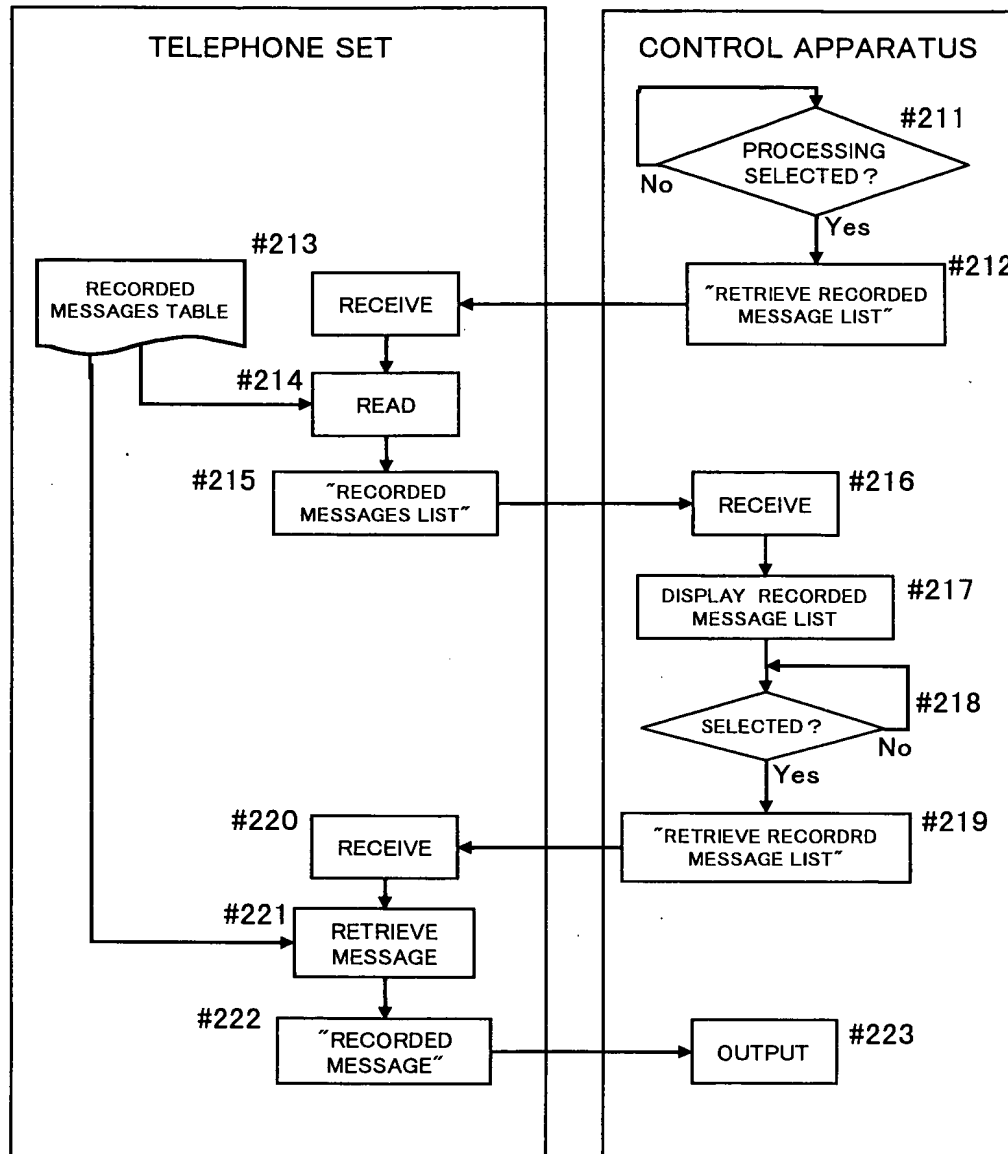 TELEPHONE SET
CONTROL APPARATUS
#211
PROCESSING
SELECTED?
No
Yes
#213
RECORDED
MESSAGES TABLE
RECEIVE
#212
"RETRIEVE RECORDED
MESSAGE LIST"
#214
READ
#215
"RECORDED
MESSAGES LIST"
#216
RECEIVE
#217
DISPLAY RECORDED
MESSAGE LIST
#218
SELECTED?
No
Yes
#219
"RETRIEVE RECORDRD
MESSAGE LIST"
#220
RECEIVE
#221
RETRIEVE
MESSAGE
#222
"RECORDED
MESSAGE"
#223
OUTPUT